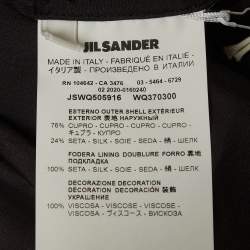 JIL SANDER
MADE IN ITALY - FABRIQUÉ EN ITALIE -
イタリア製 - ПРОИЗВЕДЕНО В ИТАЛИИ
RN 104642 - CA 3476 03 - 5464 - 6729
02 2020-0160240
JSWQ505916 WQ370300
ESTERNO OUTER SHELL EXTÉRIEUR
EXTERIOR 表地 НАРУЖНЫЙ
76% CUPRO - CUPRO - CUPRO - CUPRO -
キュプラ - КУПРО
24% SETA - SILK - SOIE - SEDA - 絹 - ШЕЛК
FODERA LINING DOUBLURE FORRO 裏地
ПОДКЛАДКА
100% SETA - SILK - SOIE - SEDA - 絹 - ШЕЛК
DECORAZIONE DECORATION
DÉCORATION DECORACIÓN 装飾
УКРАШЕНИЕ
100% VISCOSA - VISCOSE - VISCOSE -
VISCOSA - ビスコース - ВИСКОЗА